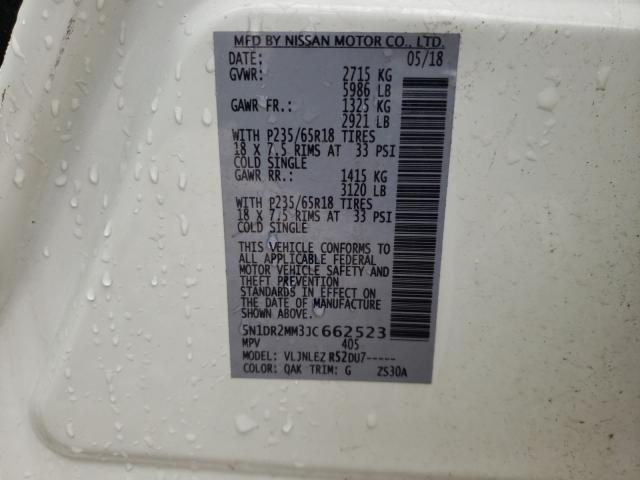 MFD BY NISSAN MOTOR CO., LTD.
DATE: 05/18
GVWR: 2715 KG
5986 LB
GAWR FR.: 1325 KG
2921 LB
WITH P235/65R18 TIRES
18 X 7.5 RIMS AT 33 PSI
COLD SINGLE
GAWR RR.: 1415 KG
3120 LB
WITH P235/65R18 TIRES
18 X 7.5 RIMS AT 33 PSI
COLD SINGLE
THIS VEHICLE CONFORMS TO
ALL APPLICABLE FEDERAL
MOTOR VEHICLE SAFETY AND
THEFT PREVENTION
STANDARDS IN EFFECT ON
THE DATE OF MANUFACTURE
SHOWN ABOVE.
5N1DR2MM3JC662523
MPV 405
MODEL: VLJNLEZ RS2DU7-----
COLOR: QAK TRIM: G ZS30A